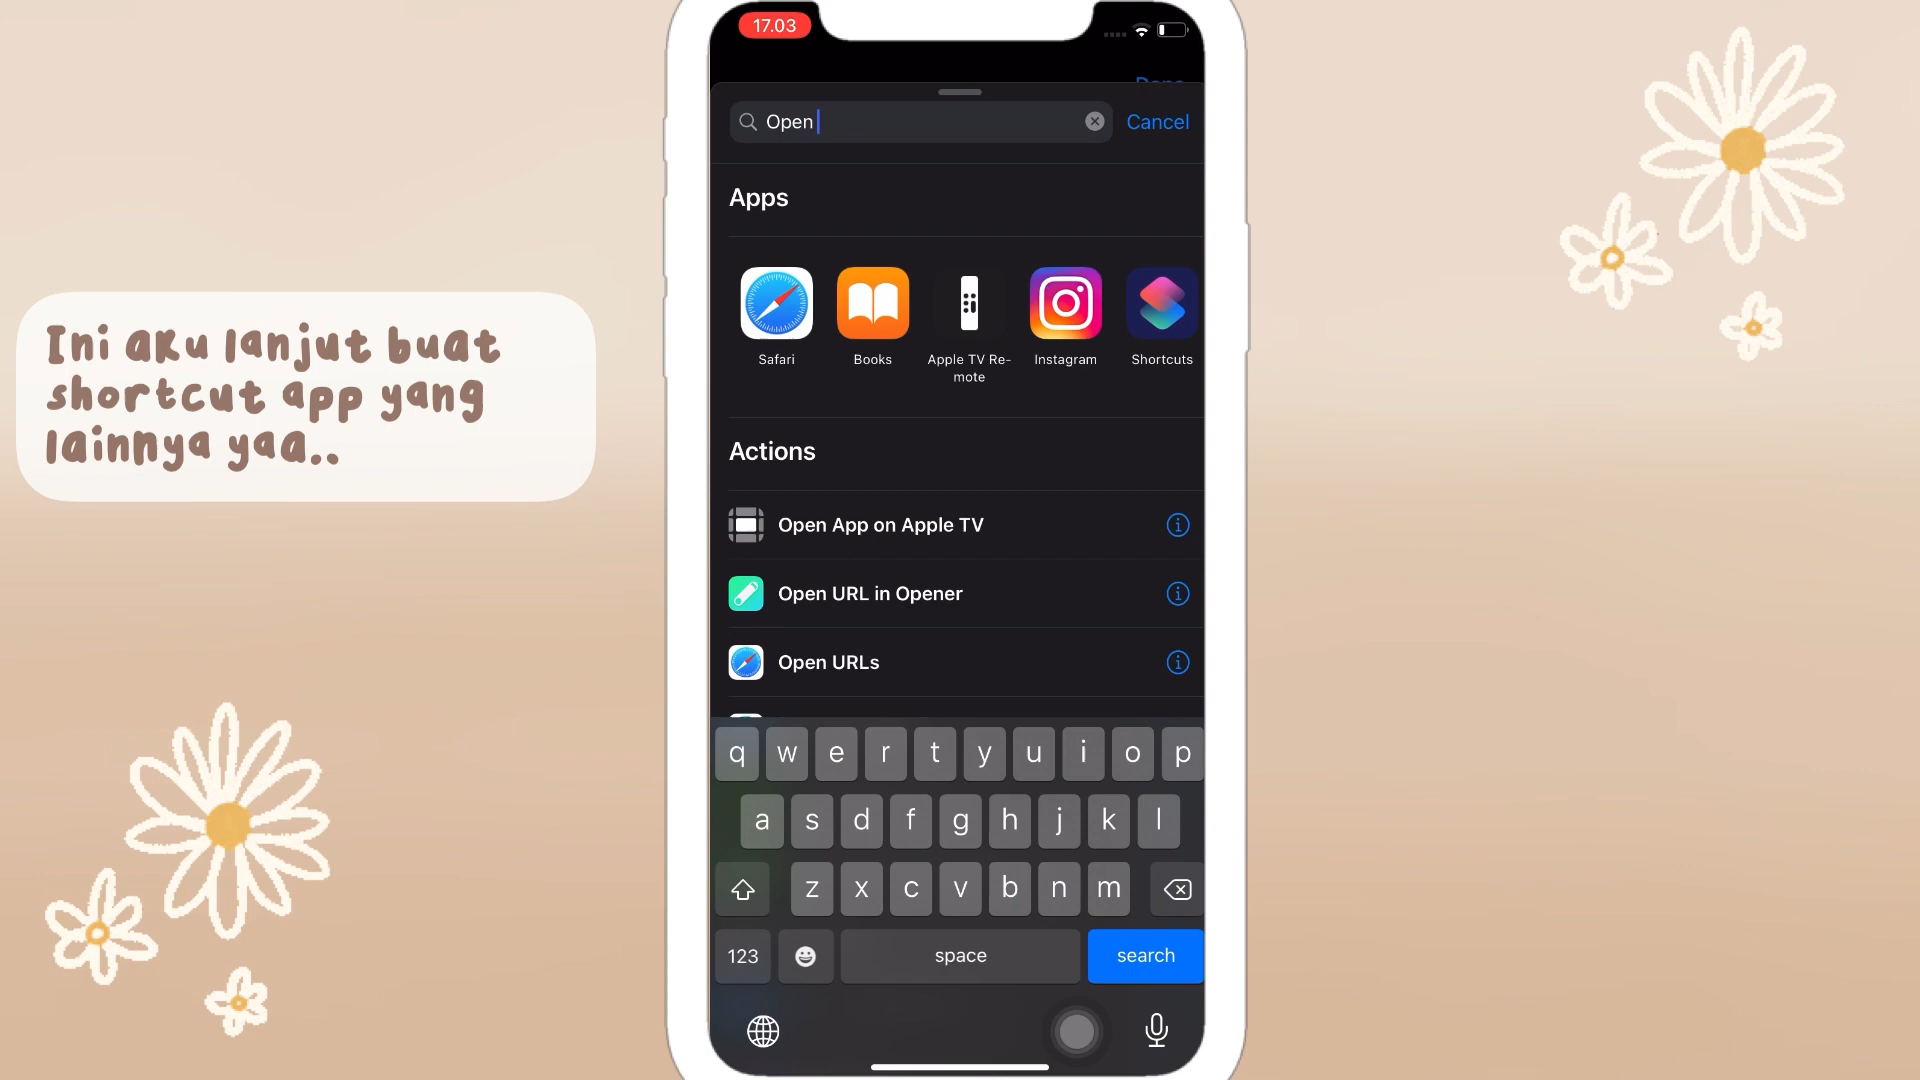 17.03
Done
Open
Cancel
Apps
Safari
Books
Apple TV Re-
mote
Instagram
Shortcuts
Ini aku lanjut buat
shortcut app yang
lainnya yaa..
Actions
Open App on Apple TV
Open URL in Opener
Open URLs
q w e r t y u i o p
a s d f g h j k l
z x c v b n m
123
space
search